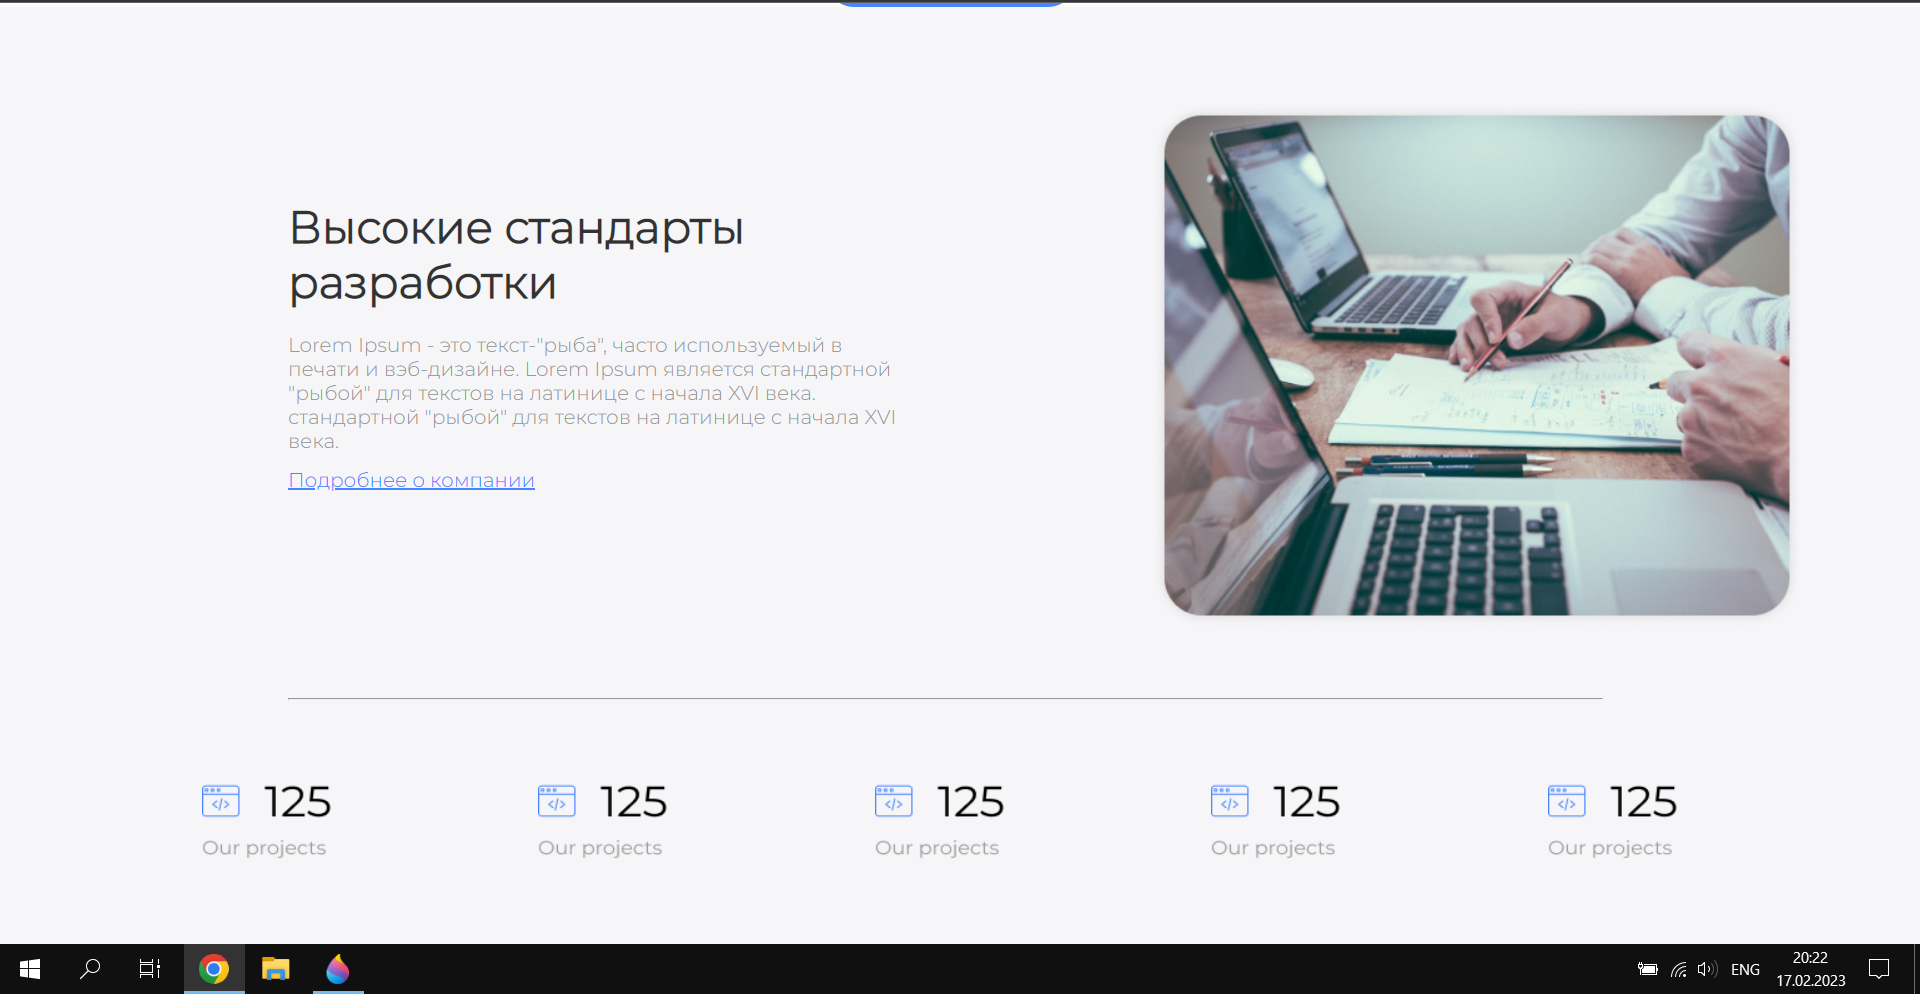 Высокие стандарты
разработки
Lorem Ipsum - это текст-"рыба", часто используемый в
печати и вэб-дизайне. Lorem Ipsum является стандартной
"рыбой" для текстов на латинице с начала XVI века.
стандартной "рыбой" для текстов на латинице с начала XVI
века.
Подробнее о компании
125 125 125 125 125
Our projects Our projects Our projects Our projects Our projects
ENG
20:22
17.02.2023